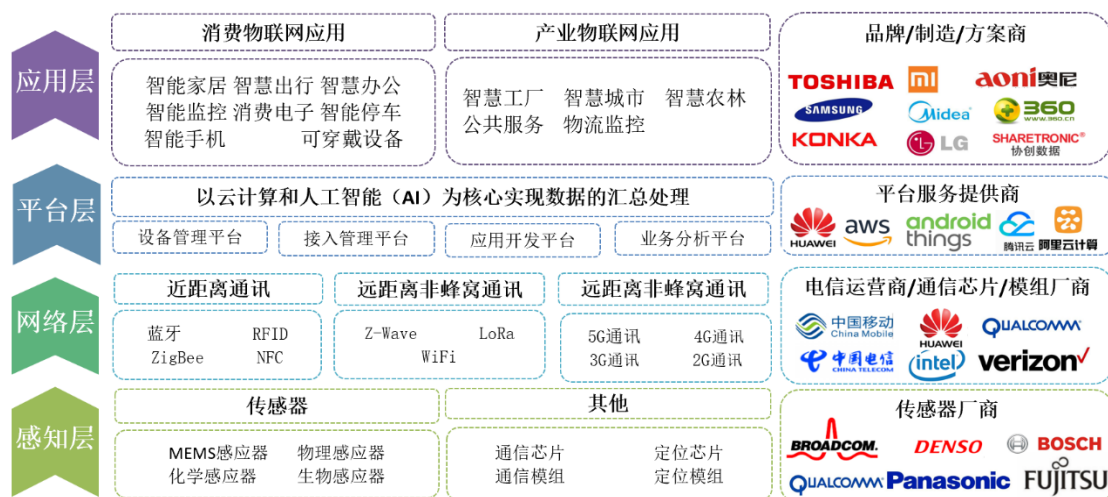 应用层
消费物联网应用
产业物联网应用
品牌/制造/方案商
智能家居 智慧出行 智慧办公
智能监控 消费电子 智能停车
智能手机 可穿戴设备
智慧工厂 智慧城市 智慧农林
公共服务 物流监控
TOSHIBA
mi
aoni奥尼
SAMSUNG
Midea
360
www.360.cn
KONKA
LG
SHARETRONIC®
协创数据
平台层
以云计算和人工智能（AI）为核心实现数据的汇总处理
设备管理平台
接入管理平台
应用开发平台
业务分析平台
平台服务提供商
HUAWEI
aws
android
things
腾讯云
阿里云计算
网络层
近距离通讯
远距离非蜂窝通讯
远距离非蜂窝通讯
电信运营商/通信芯片/模组厂商
蓝牙 RFID
ZigBee NFC
Z-Wave LoRa
WiFi
5G通讯 4G通讯
3G通讯 2G通讯
中国移动
China Mobile
HUAWEI
QUALCOMM
中国电信
CHINA TELECOM
intel
verizon
感知层
传感器
其他
传感器厂商
MEMS感应器 物理感应器
化学感应器 生物感应器
通信芯片 定位芯片
通信模组 定位模组
BROADCOM.
DENSO
BOSCH
QUALCOMM
Panasonic
FUJITSU